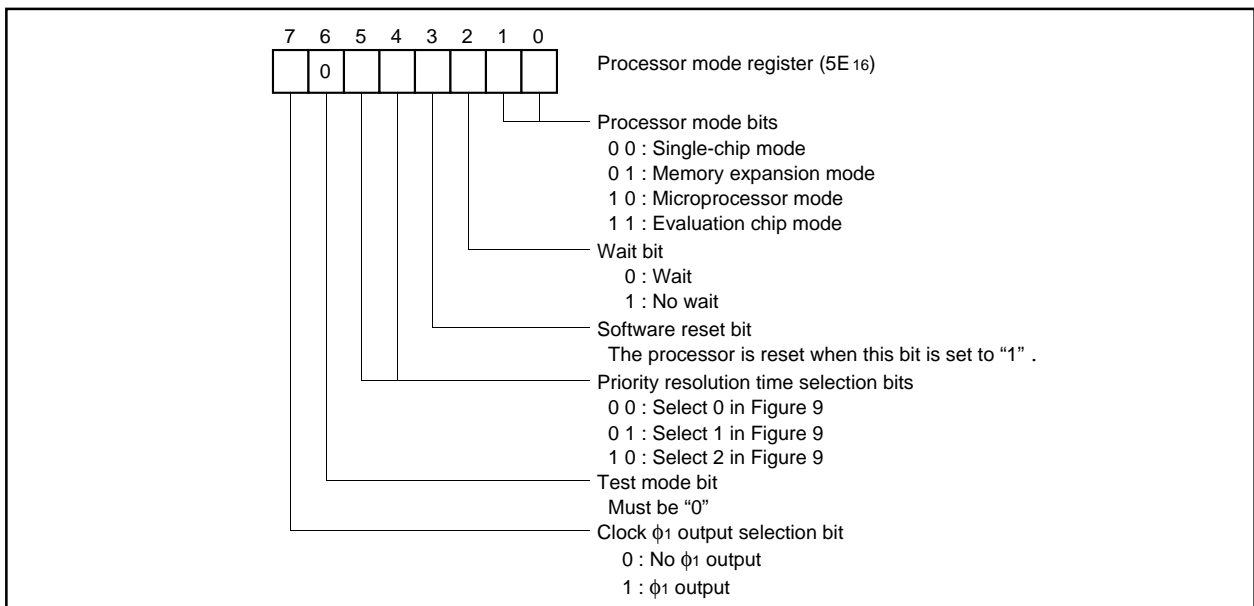 7 6 5 4 3 2 1 0
0
Processor mode register (5E 16)
Processor mode bits
0 0 : Single-chip mode
0 1 : Memory expansion mode
1 0 : Microprocessor mode
1 1 : Evaluation chip mode
Wait bit
0 : Wait
1 : No wait
Software reset bit
The processor is reset when this bit is set to “1” .
Priority resolution time selection bits
0 0 : Select 0 in Figure 9
0 1 : Select 1 in Figure 9
1 0 : Select 2 in Figure 9
Test mode bit
Must be “0”
Clock ϕ1 output selection bit
0 : No ϕ1 output
1 : ϕ1 output